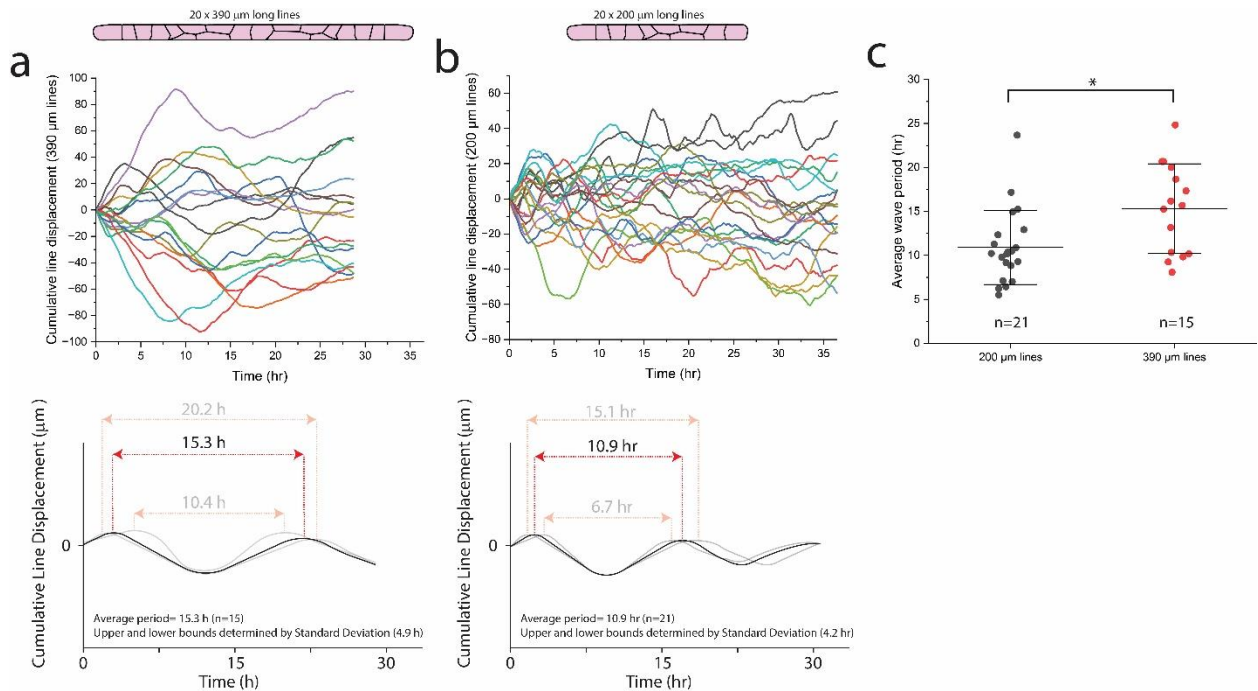 20 x 390 μm long lines
20 x 200 μm long lines
a
b
c
Cumulative line displacement (390 μm lines)
100
80
60
40
20
0
−20
−40
−60
−80
−100
0
5
10
15
20
25
30
35
Time (hr)
Cumulative line displacement (200 μm lines)
80
60
40
20
0
−20
−40
−60
−80
0
5
10
15
20
25
30
35
Time (hr)
Average wave period (hr)
30
25
20
15
10
5
0
*
n=21
n=15
200 μm lines
390 μm lines
Cumulative Line Displacement (μm )
0
20.2 h
15.3 h
10.4 h
Average period= 15.3 h (n=15)
Upper and lower bounds determined by Standard Deviation (4.9 h)
0
15
30
Time (h)
Cumulative Line Displacement (μm )
0
15.1 hr
10.9 hr
6.7 hr
Average period= 10.9 hr (n=21)
Upper and lower bounds determined by Standard Deviation (4.2 hr)
0
15
30
Time (hr)